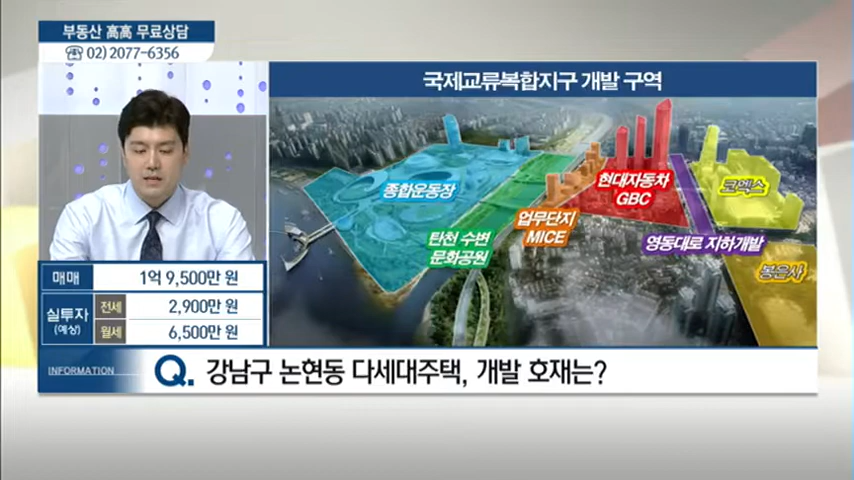 부동산 高高 무료상담
☎ 02) 2077-6356
국제교류복합지구 개발 구역
종합운동장
탄천 수변
문화공원
업무단지
MICE
현대자동차
GBC
영동대로 지하개발
코엑스
봉은사
매매 1억 9,500만 원
실투자
(예상)
전세 2,900만 원
월세 6,500만 원
INFORMATION
Q. 강남구 논현동 다세대주택, 개발 호재는?